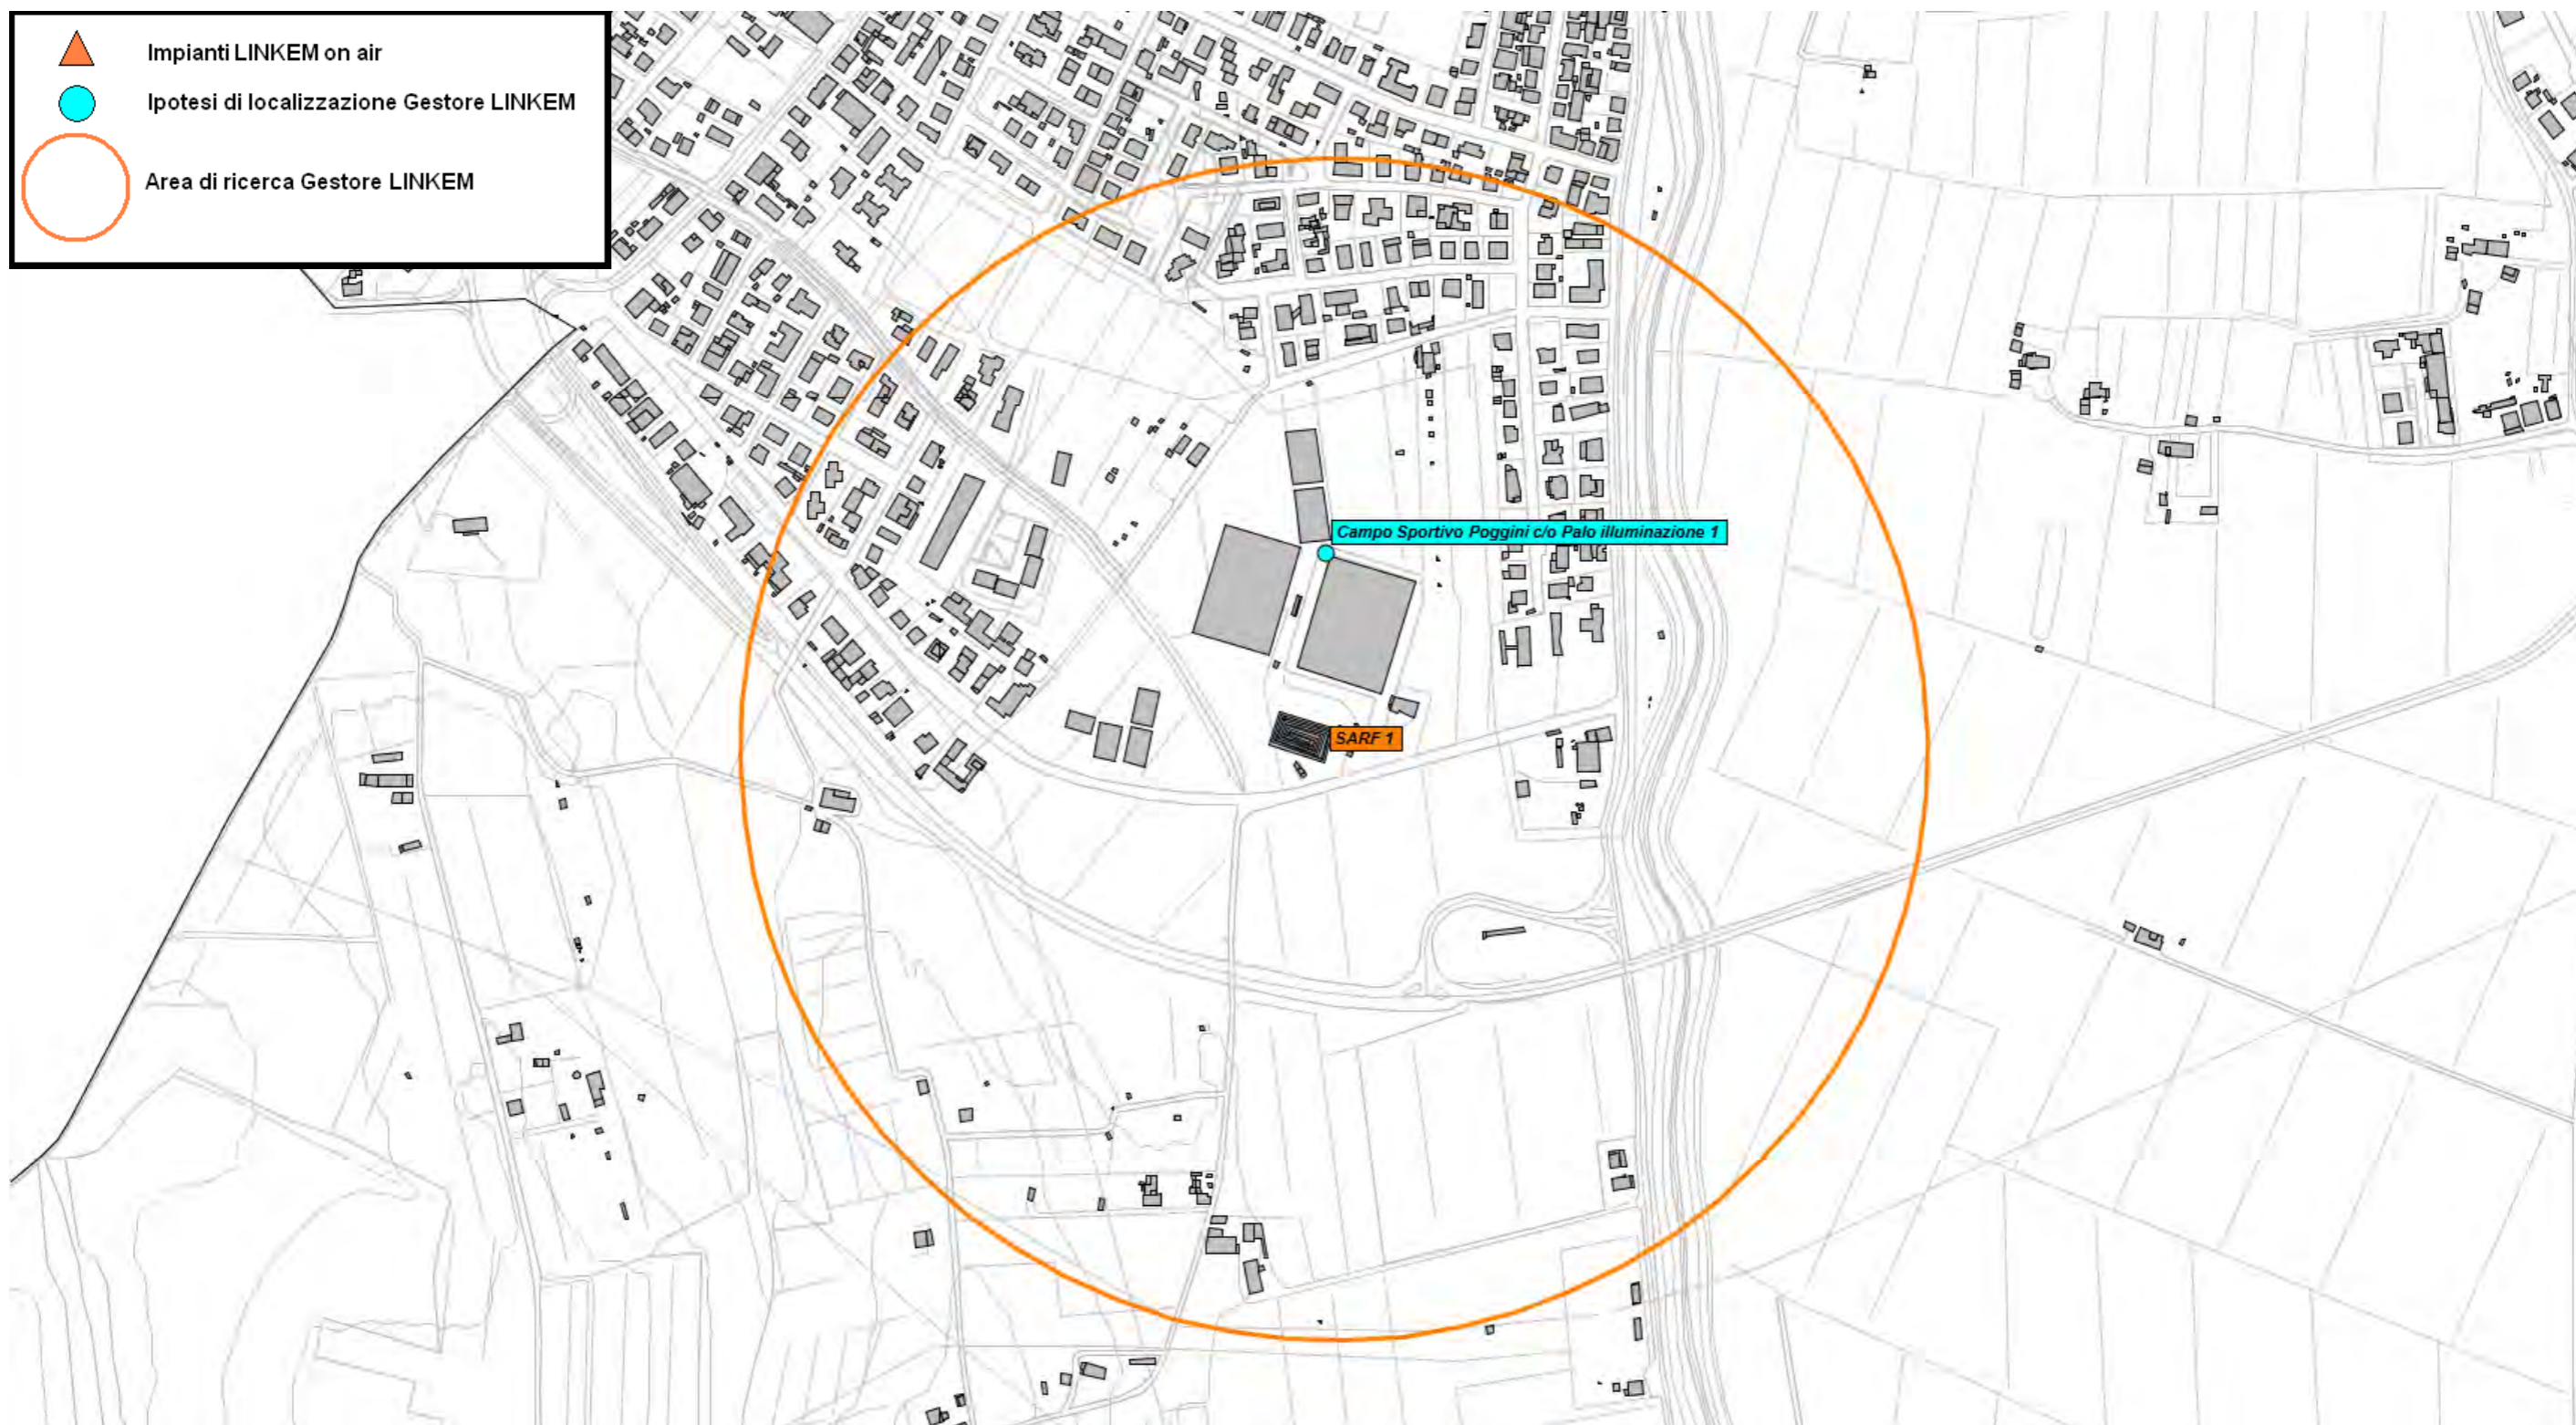 Impianti LINKEM on air
Ipotesi di localizzazione Gestore LINKEM
Area di ricerca Gestore LINKEM
Campo Sportivo Poggini c/o Palo illuminazione 1
SARF 1